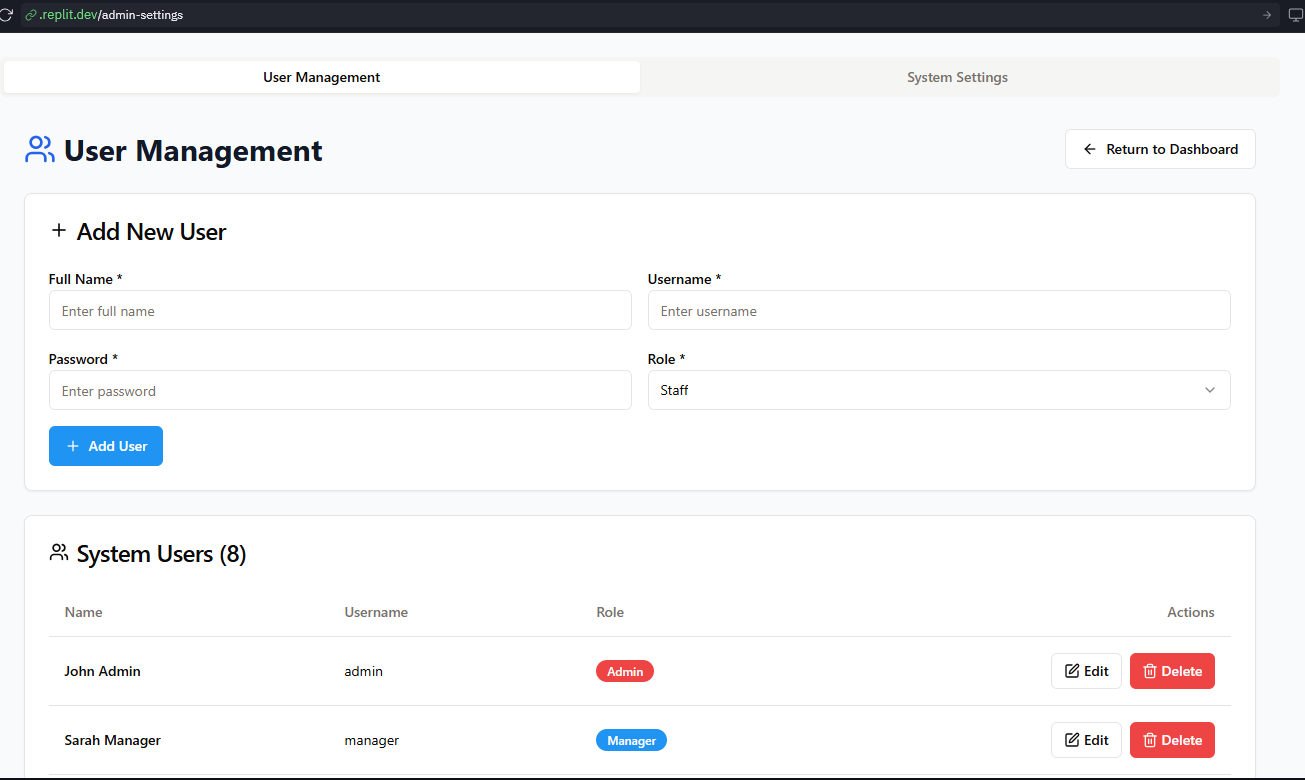 .replit.dev/admin-settings
User Management
System Settings
User Management
Return to Dashboard
Add New User
Full Name *
Username *
Enter full name
Enter username
Password *
Role *
Enter password
Staff
Add User
System Users (8)
Name Username Role Actions
John Admin admin Admin Edit Delete
Sarah Manager manager Manager Edit Delete